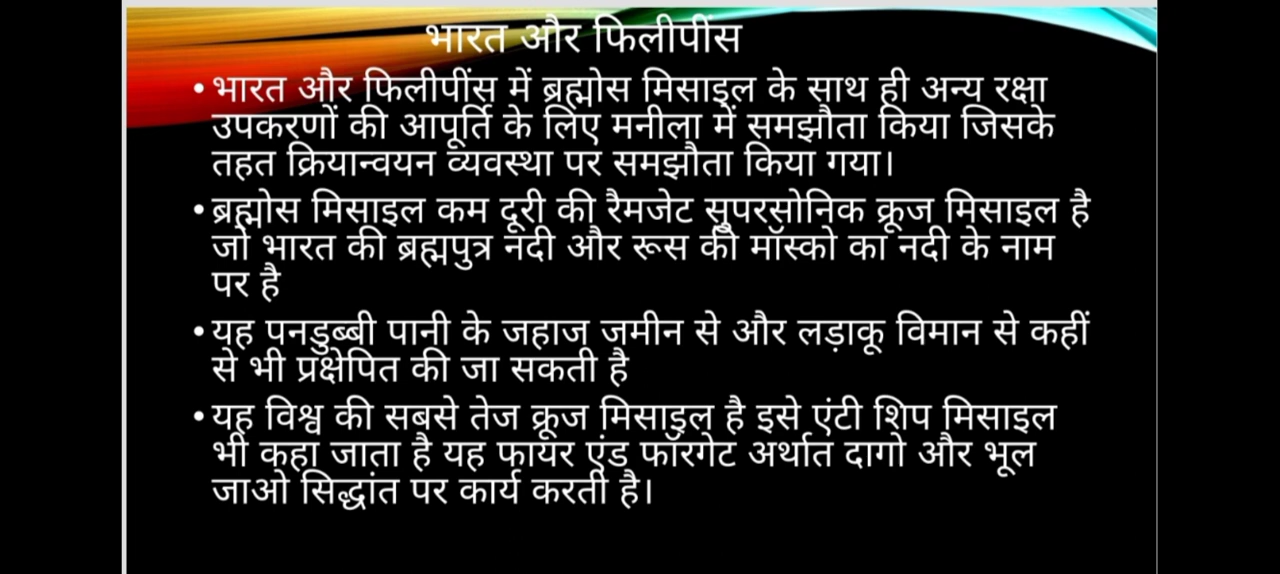 भारत और फिलीपींस
• भारत और फिलीपींस में ब्रह्मोस मिसाइल के साथ ही अन्य रक्षा
उपकरणों की आपूर्ति के लिए मनीला में समझौता किया जिसके
तहत क्रियान्वयन व्यवस्था पर समझौता किया गया।
• ब्रह्मोस मिसाइल कम दूरी की रैमजेट सुपरसोनिक क्रूज मिसाइल है
जो भारत की ब्रह्मपुत्र नदी और रूस की मॉस्को का नदी के नाम
पर है
• यह पनडुब्बी पानी के जहाज जमीन से और लड़ाकू विमान से कहीं
से भी प्रक्षेपित की जा सकती है
• यह विश्व की सबसे तेज क्रूज मिसाइल है इसे एंटी शिप मिसाइल
भी कहा जाता है यह फायर एंड फॉरगेट अर्थात दागो और भूल
जाओ सिद्धांत पर कार्य करती है।